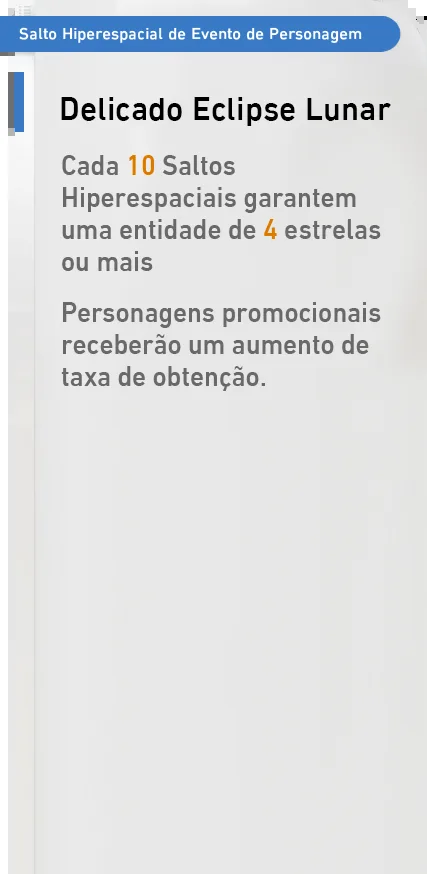 Salto Hiperespacial de Evento de Personagem
Delicado Eclipse Lunar
Cada 10 Saltos
Hiperespaciais garantem
uma entidade de 4 estrelas
ou mais
Personagens promocionais
receberão um aumento de
taxa de obtenção.